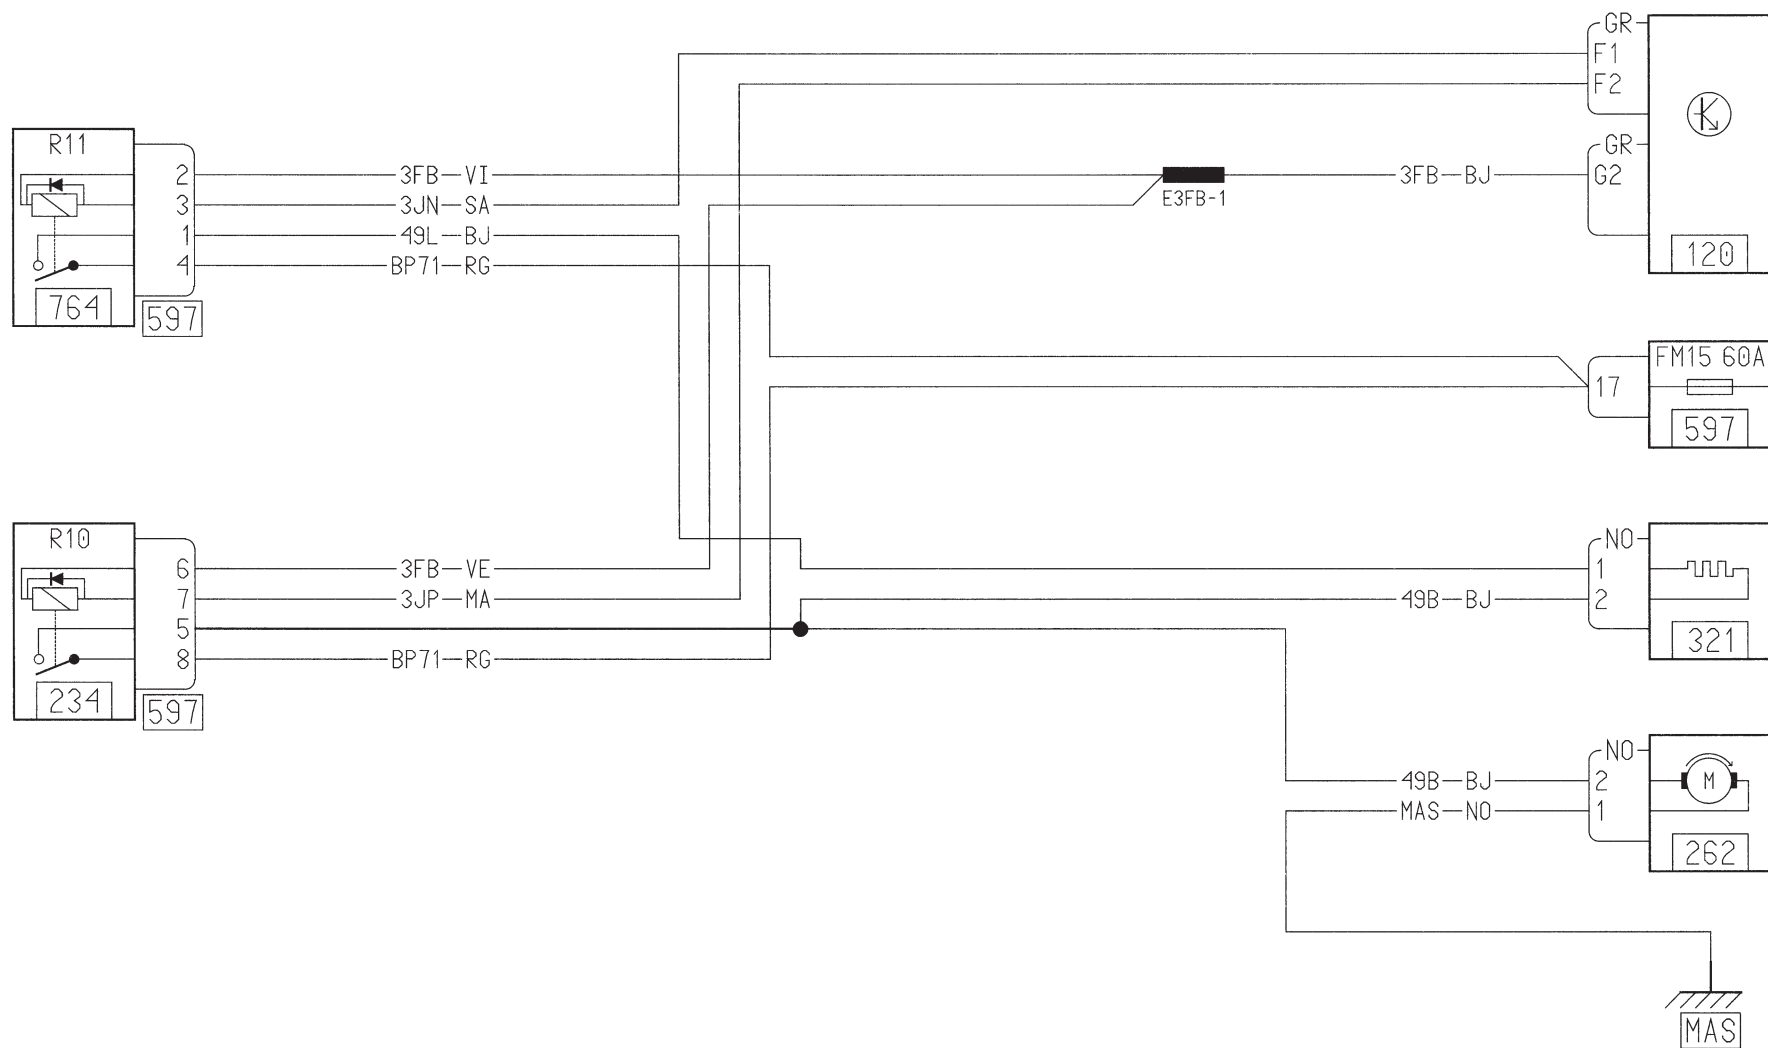 GR
F1
F2
R11
GR
2 3FB VI 3FB BJ G2
3 3JN SA E3FB-1
1 49L BJ
4 BP71 RG 120
764 597
FM15 60A
17
597
R10 NO
6 3FB VE 1
7 3JP MA 49B BJ 2
5 321
8 BP71 RG
234 597
NO
49B BJ 2 M
MAS NO 1
262
MAS